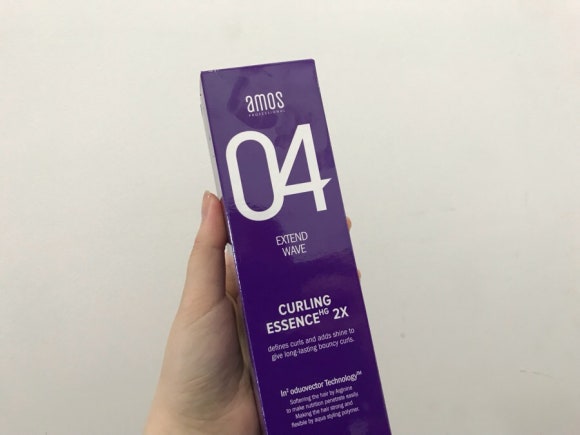 amos
PROFESSIONAL
04
EXTEND
WAVE
CURLING
ESSENCEHG 2X
defines curls and adds shine to
give long-lasting bouncy curls.
In² oduovector Technology™
Softening the hair by Arginine
to make nutrition penetrate easily.
Making the hair strong and
flexible by aqua styling polymer.